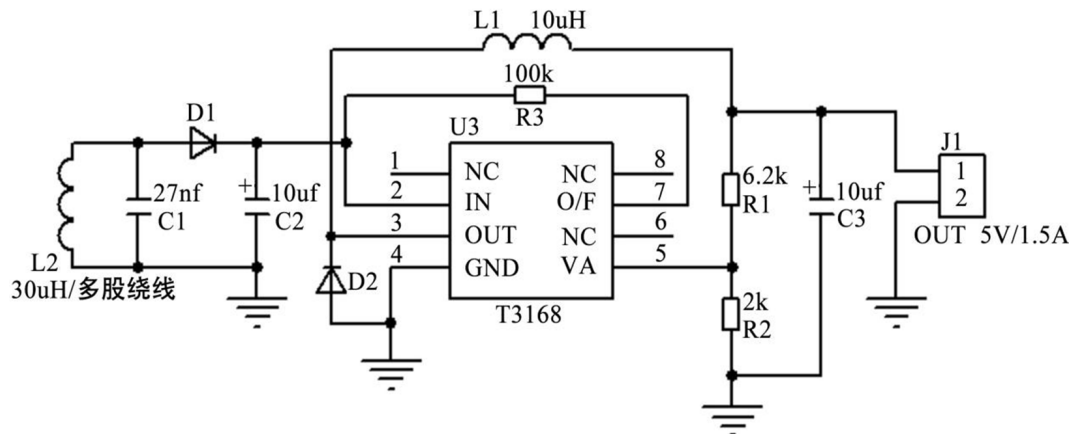 L1 10uH
100k
R3
D1
U3
J1
1 NC NC 8
2 IN O/F 7
3 OUT NC 6
4 GND VA 5
T3168
27nf
C1
+ 10uf
C2
6.2k
R1
+ 10uf
C3
1
2
OUT 5V/1.5A
L2
30uH/多股绕线
D2
2k
R2